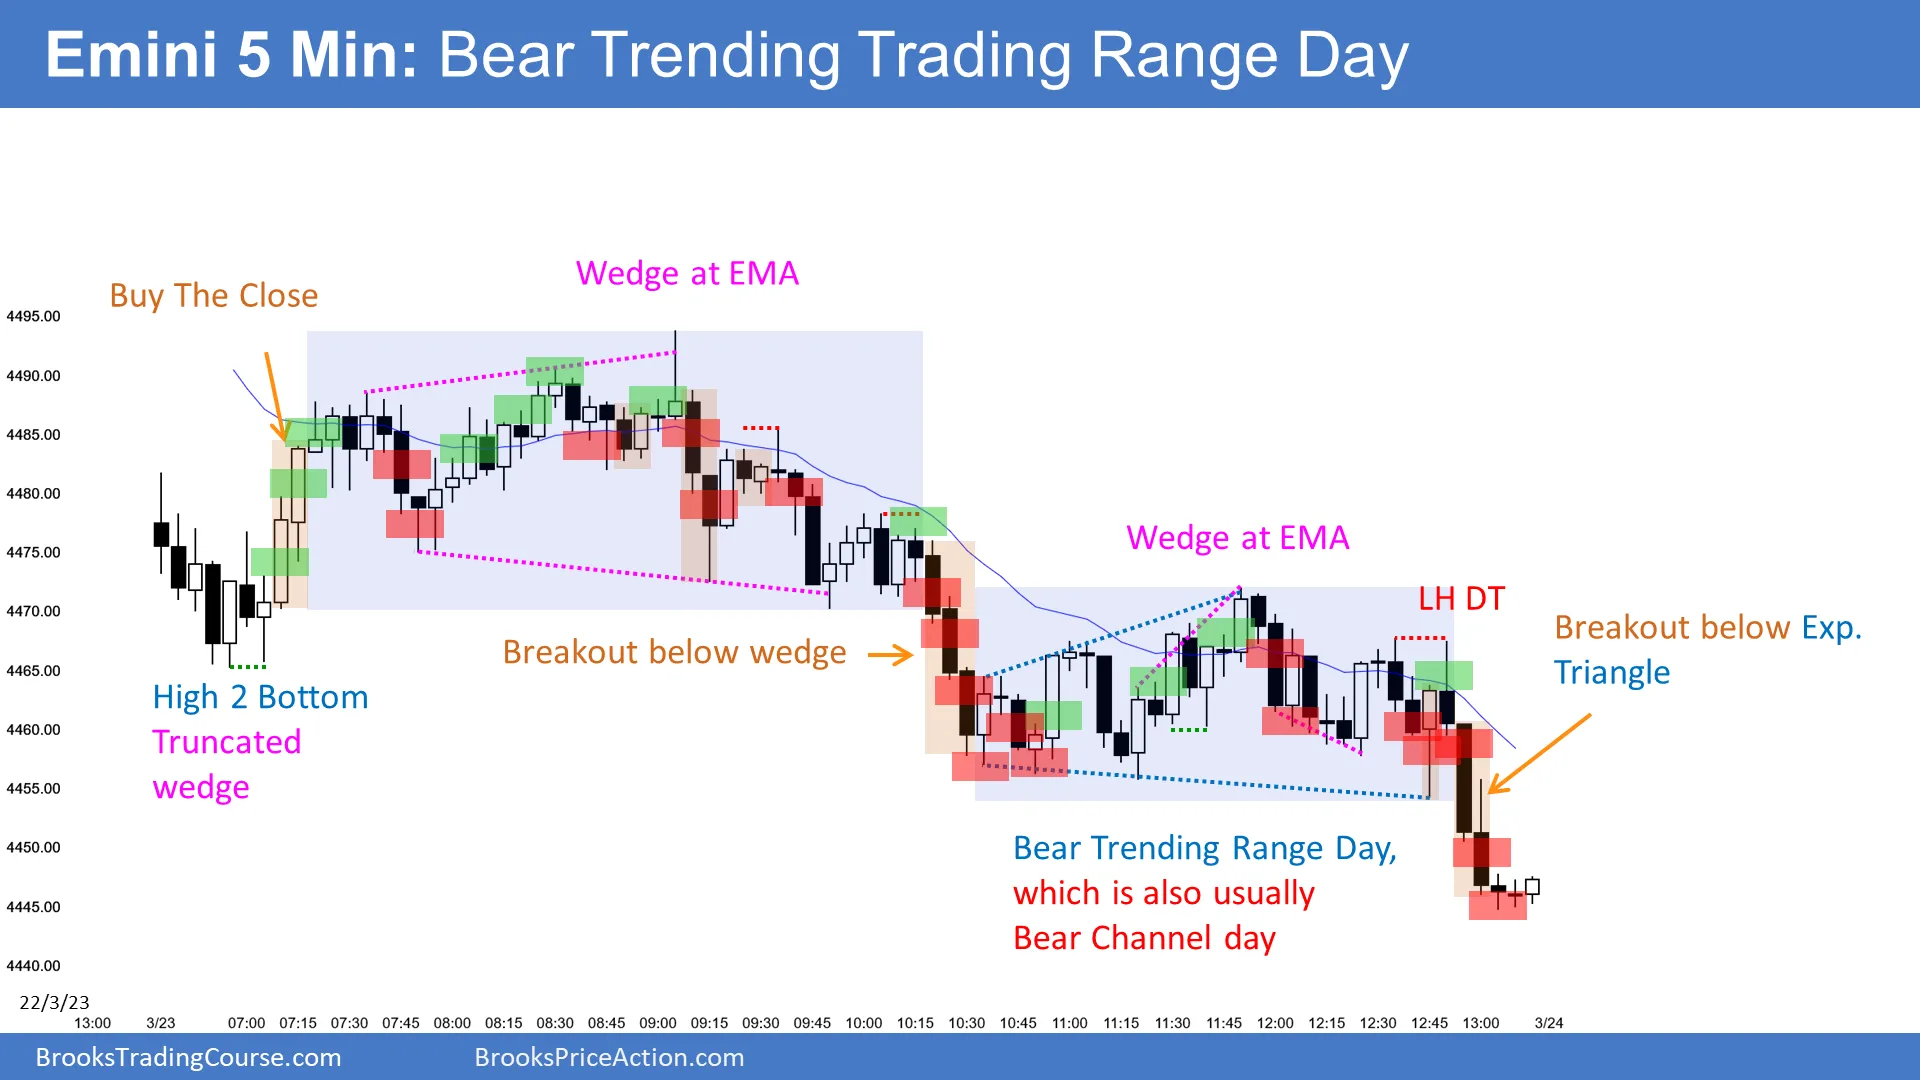 Emini 5 Min: Bear Trending Trading Range Day
Wedge at EMA
Buy The Close
4495.00
4490.00
4485.00
4480.00
4475.00
4470.00
4465.00
4460.00
4455.00
4450.00
4445.00
4440.00
Wedge at EMA
LH DT
Breakout below Exp.
Triangle
Breakout below wedge
High 2 Bottom
Truncated
wedge
Bear Trending Range Day,
which is also usually
Bear Channel day
22/3/23
13:00 3/23 07:00 07:15 07:30 07:45 08:00 08:15 08:30 08:45 09:00 09:15 09:30 09:45 10:00 10:15 10:30 10:45 11:00 11:15 11:30 11:45 12:00 12:15 12:30 12:45 13:00 3/24
BrooksTradingCourse.com
BrooksPriceAction.com